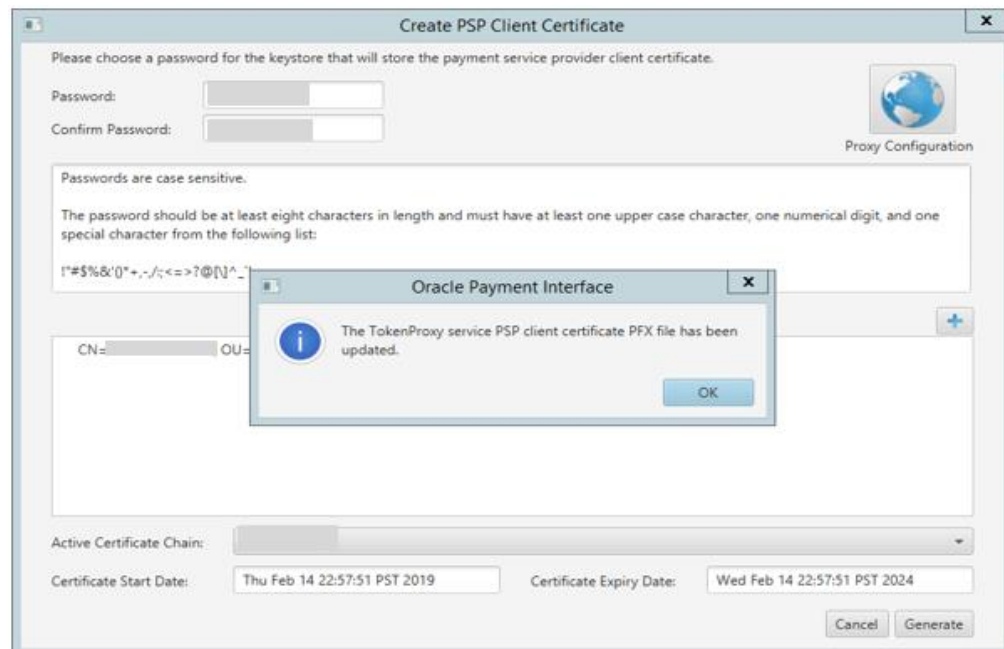 Create PSP Client Certificate
x
Please choose a password for the keystore that will store the payment service provider client certificate.
Password:
Confirm Password:
Proxy Configuration
Passwords are case sensitive.
The password should be at least eight characters in length and must have at least one upper case character, one numerical digit, and one
special character from the following list:
!"#$%&'()*+,-./:;<=>?@[\]^_`
Oracle Payment Interface
x
The TokenProxy service PSP client certificate PFX file has been
updated.
OK
CN= OU=
Active Certificate Chain:
Certificate Start Date: Thu Feb 14 22:57:51 PST 2019 Certificate Expiry Date: Wed Feb 14 22:57:51 PST 2024
Cancel Generate